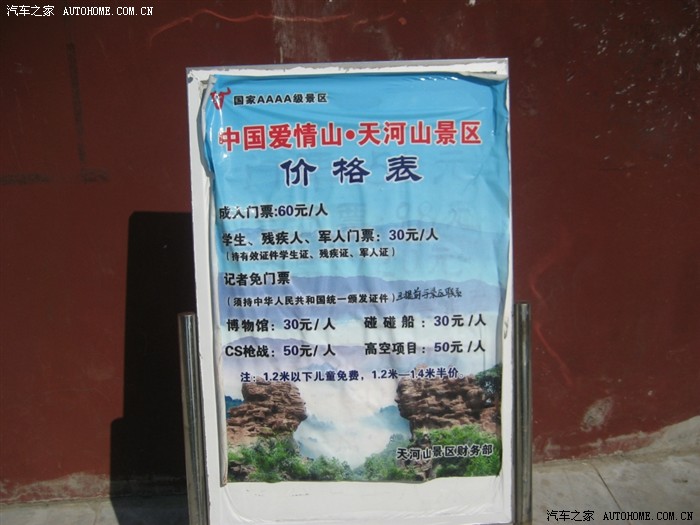 汽车之家 AUTOHOME.COM.CN
国家AAAA级景区
中国爱情山·天河山景区
价格表
成人门票:60元/人
学生、残疾人、军人门票：30元/人
（持有效证件学生证、残疾证、军人证）
记者免门票
（须持中华人民共和国统一颁发证件）
博物馆：30元/人 碰碰船：30元/人
CS枪战：50元/人 高空项目：50元/人
注：1.2米以下儿童免费，1.2米—1.4米半价。
天河山景区财务部
汽车之家 AUTOHOME.COM.CN